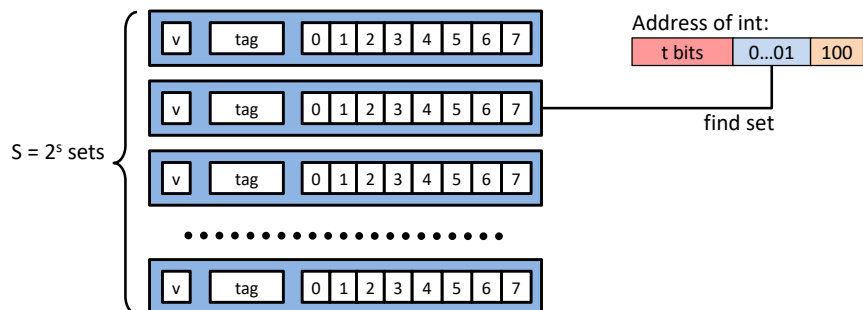 Address of int:
v tag 0 1 2 3 4 5 6 7
t bits 0...01 100
v tag 0 1 2 3 4 5 6 7
find set
S = 2ˢ sets
v tag 0 1 2 3 4 5 6 7
v tag 0 1 2 3 4 5 6 7